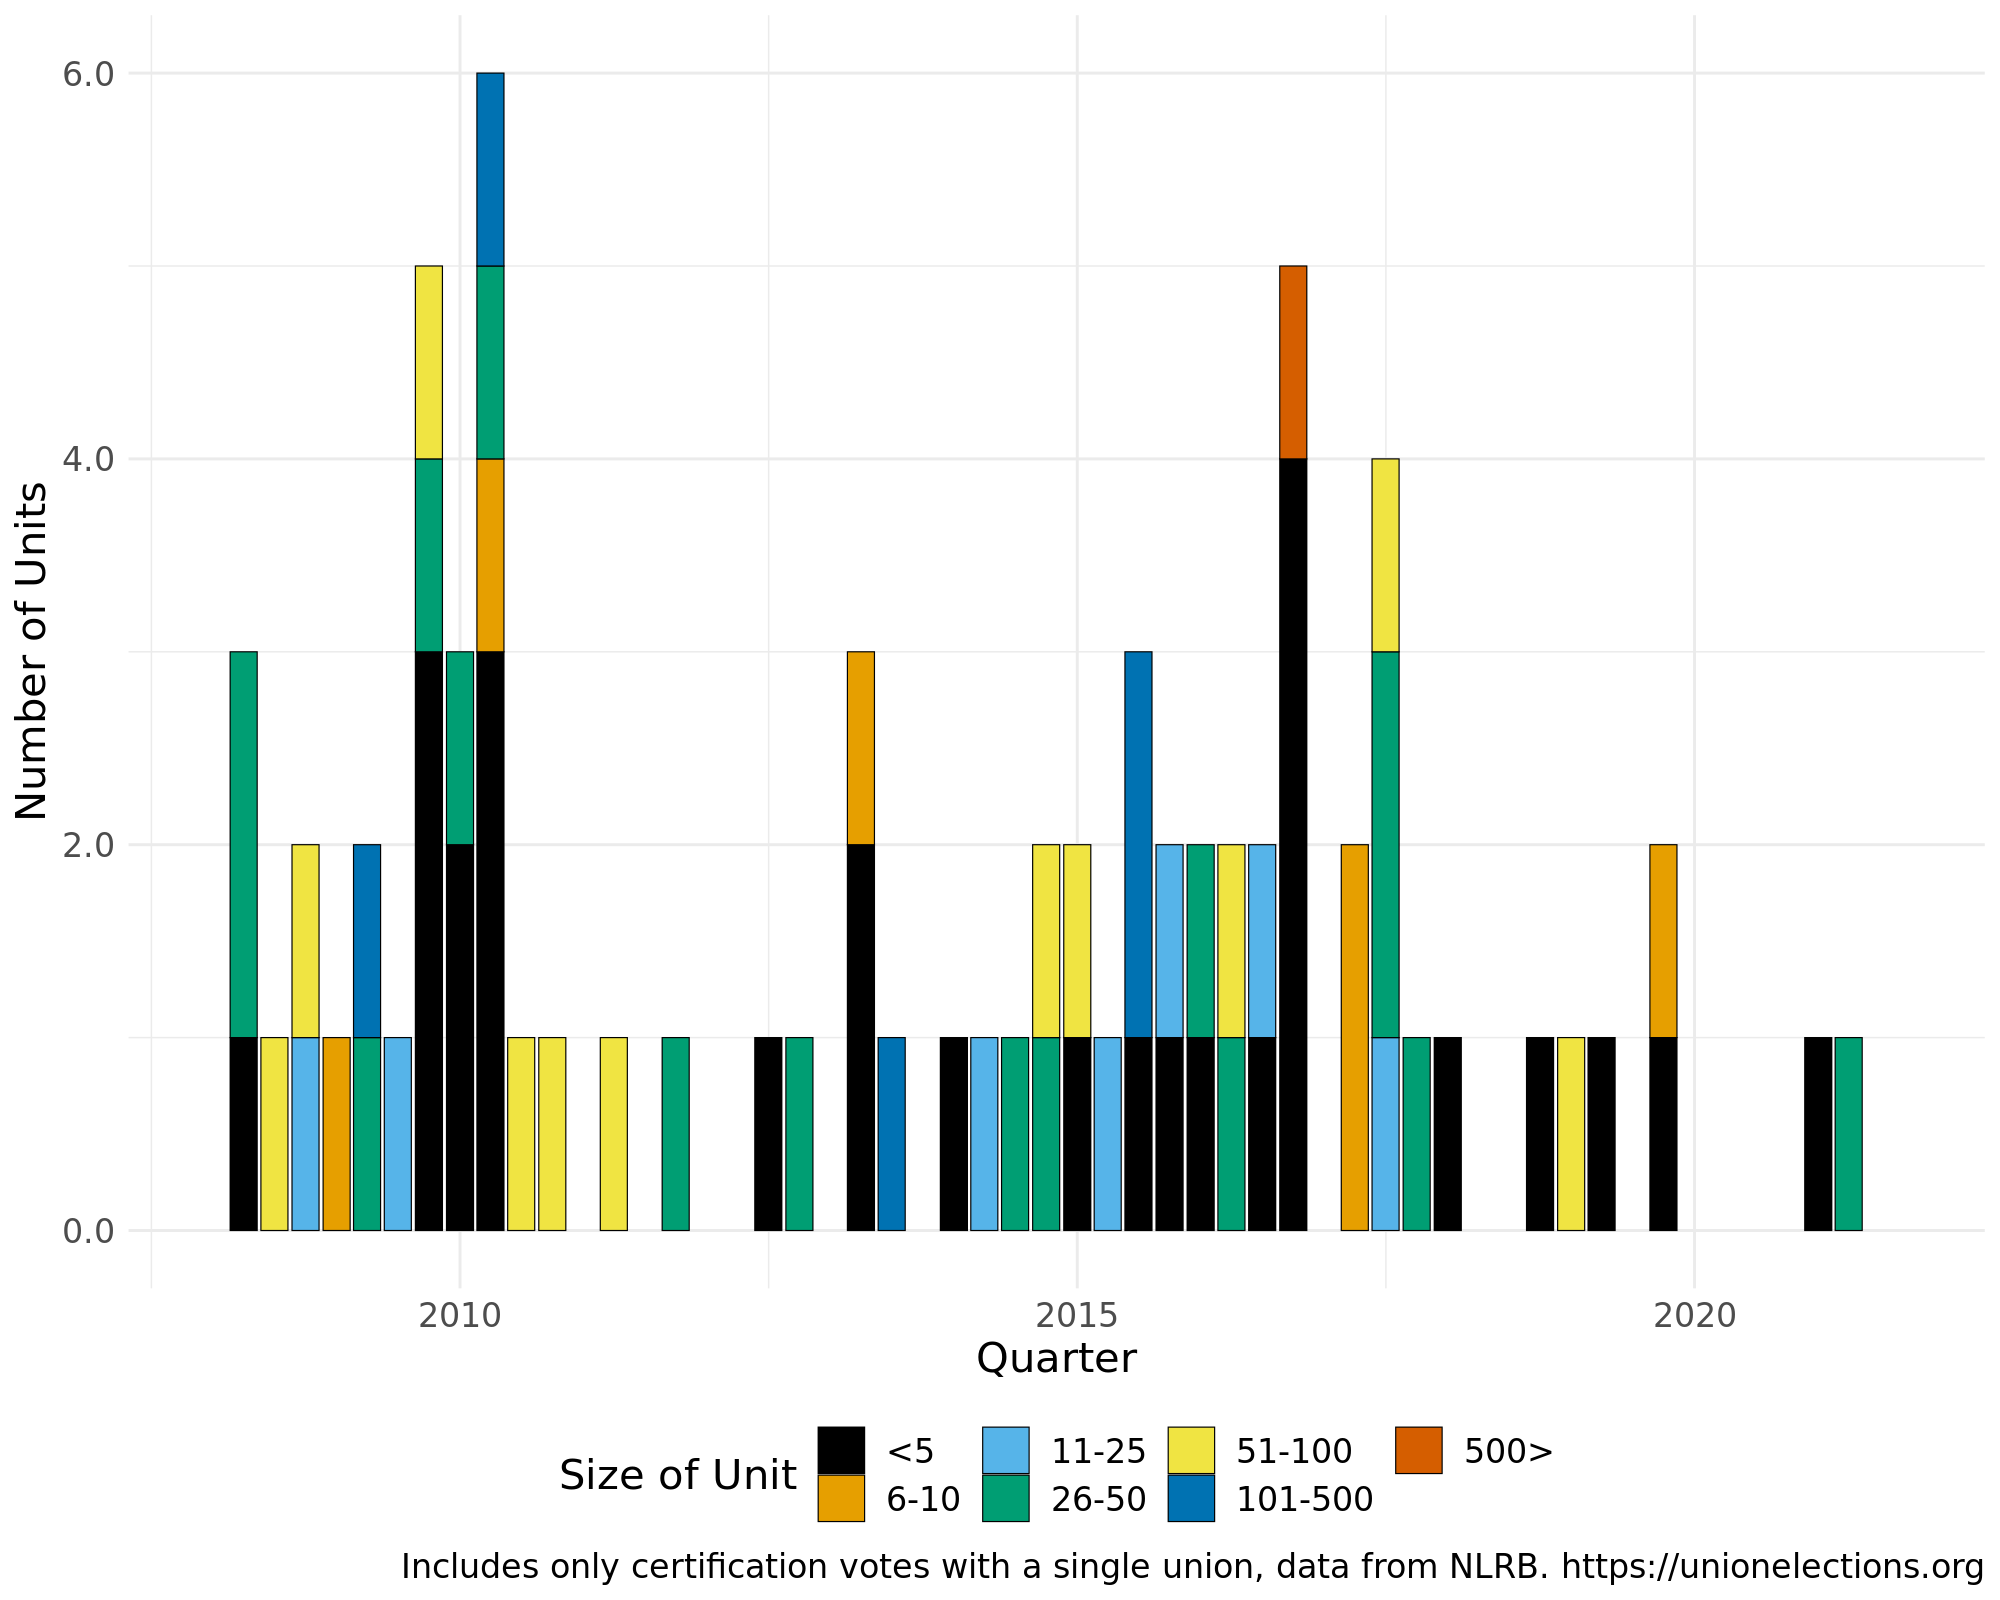 6.0
4.0
2.0
0.0
Number of Units
2010 2015 2020
Quarter
Size of Unit
<5 11-25 51-100 500>
6-10 26-50 101-500
Includes only certification votes with a single union, data from NLRB. https://unionelections.org